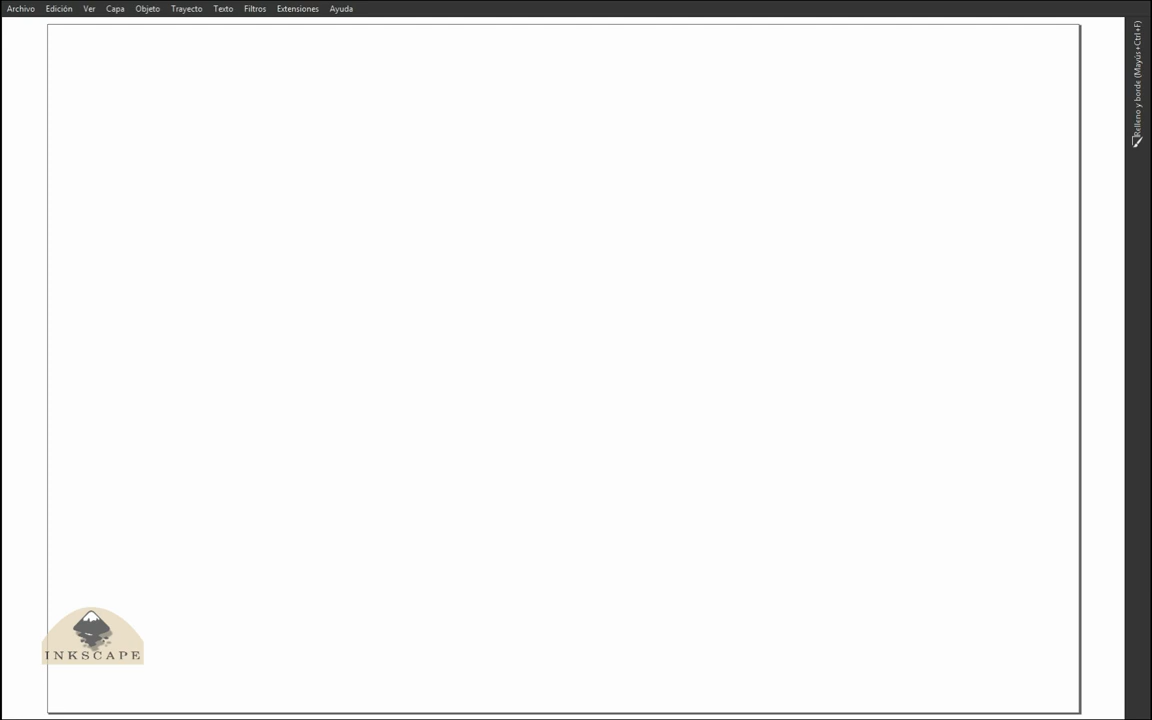 Archivo Edición Ver Capa Objeto Trayecto Texto Filtros Extensiones Ayuda
Relleno y borde (Mayús+Ctrl+F)
INKSCAPE